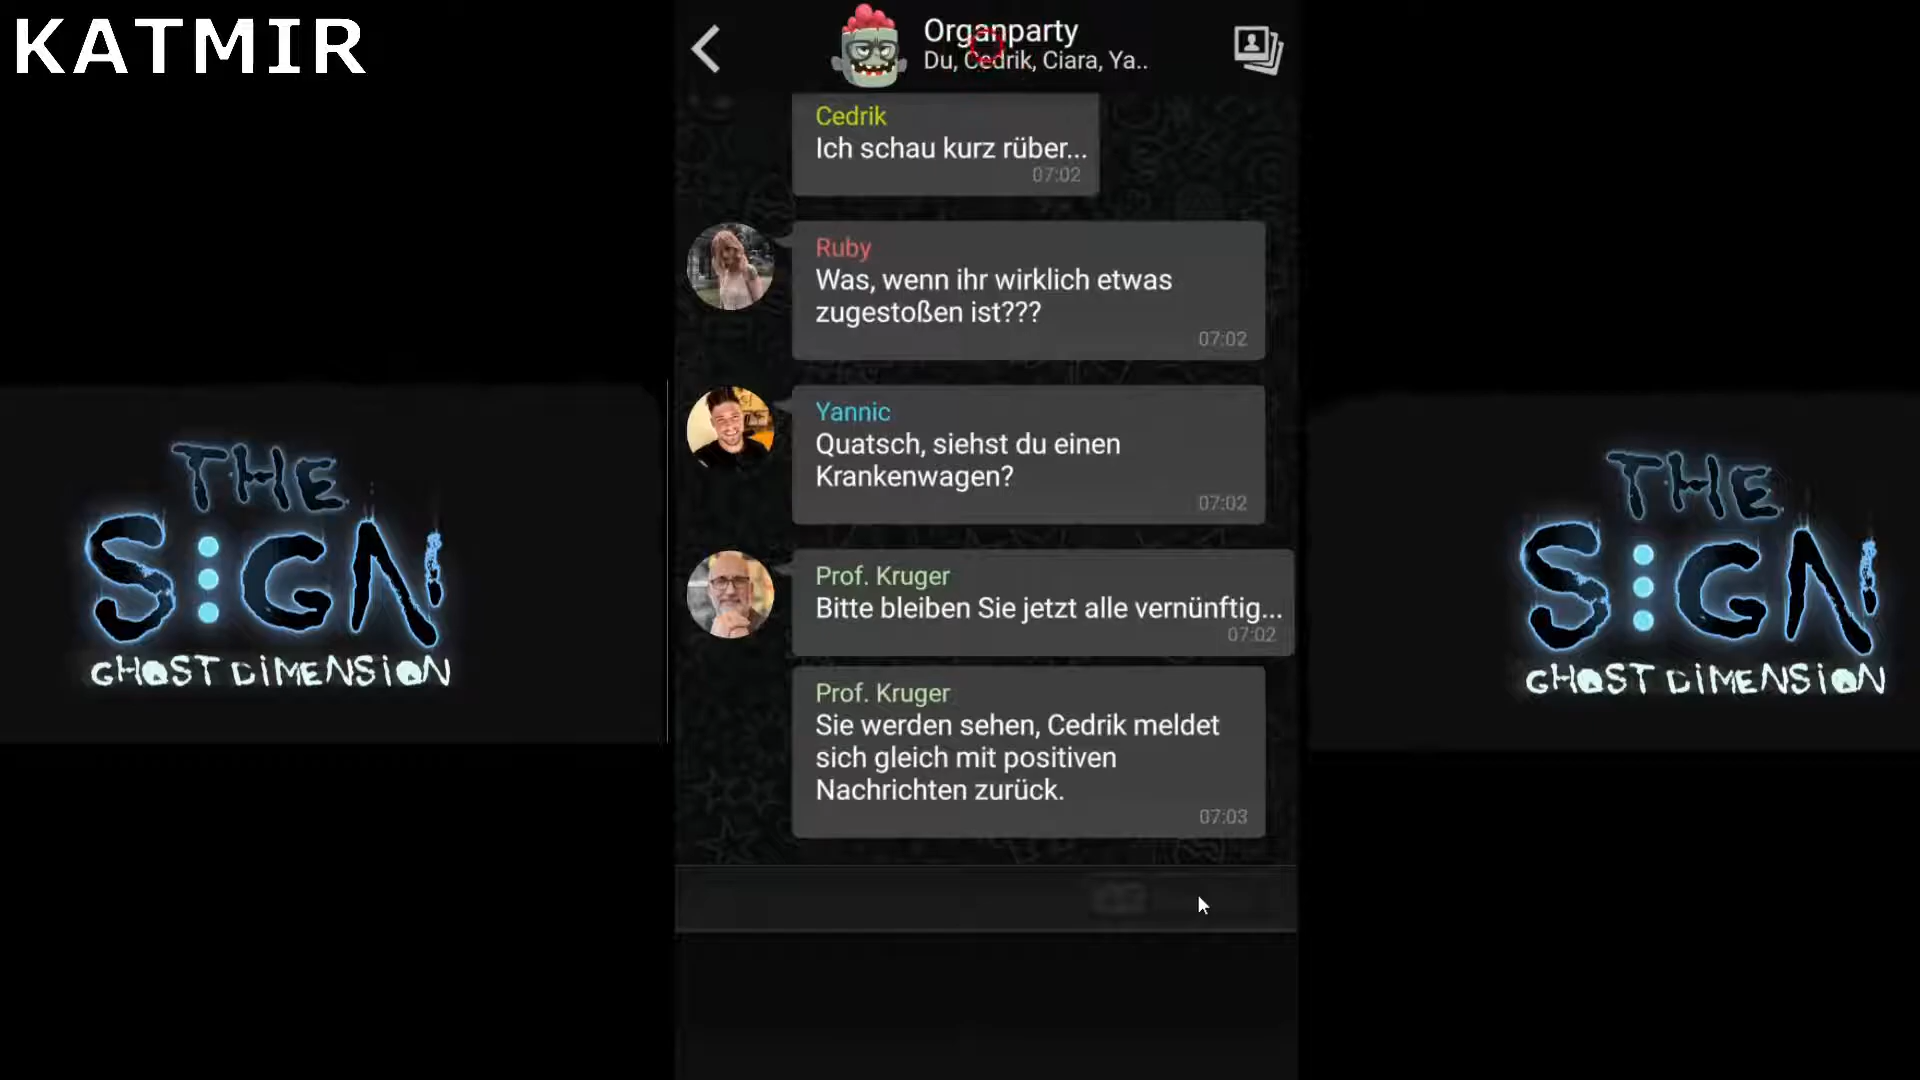 KATMIR
Organparty
Du, Cedrik, Ciara, Ya..
Cedrik
Ich schau kurz rüber...
07:02
Ruby
Was, wenn ihr wirklich etwas
zugestoßen ist???
07:02
Yannic
Quatsch, siehst du einen
Krankenwagen?
07:02
Prof. Kruger
Bitte bleiben Sie jetzt alle vernünftig...
07:02
Prof. Kruger
Sie werden sehen, Cedrik meldet
sich gleich mit positiven
Nachrichten zurück.
07:03
THE
SIGN
GHOST DIMENSION
THE
SIGN
GHOST DIMENSION